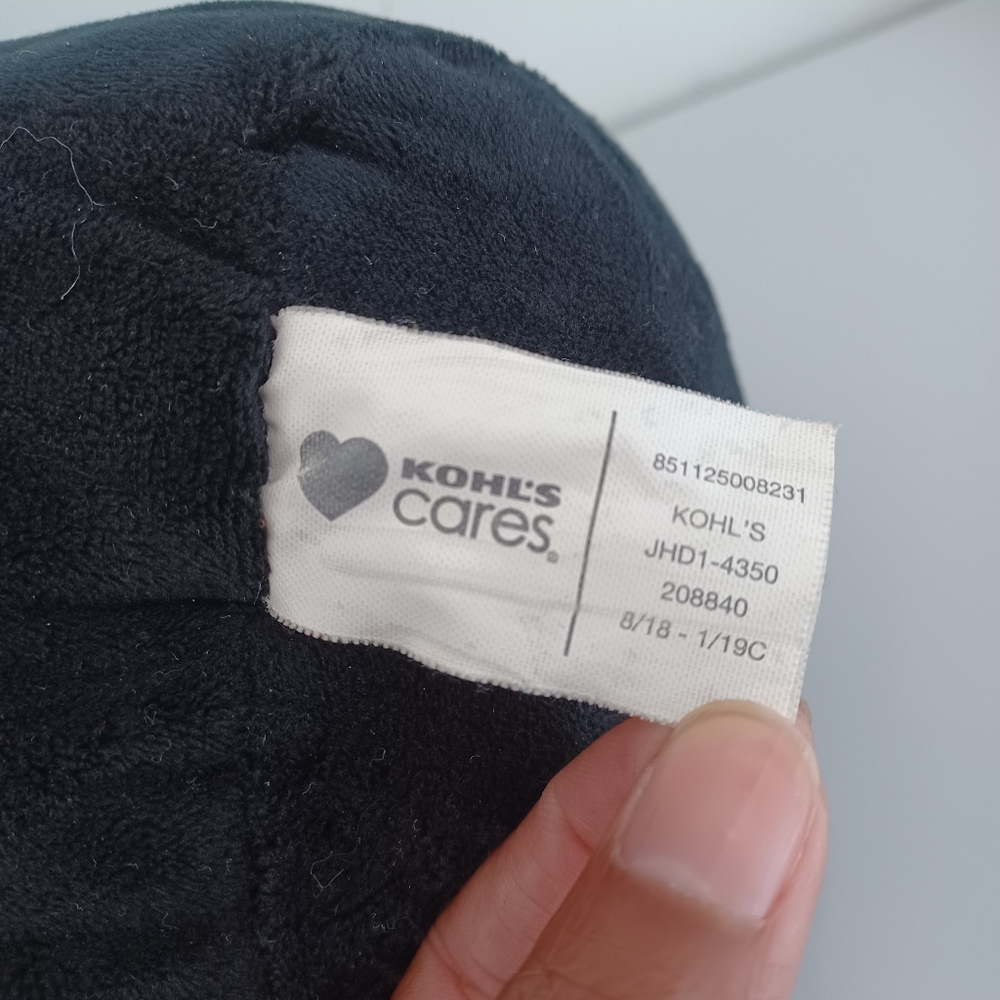 KOHL'S
cares®
851125008231
KOHL'S
JHD1-4350
208840
8/18 - 1/19C